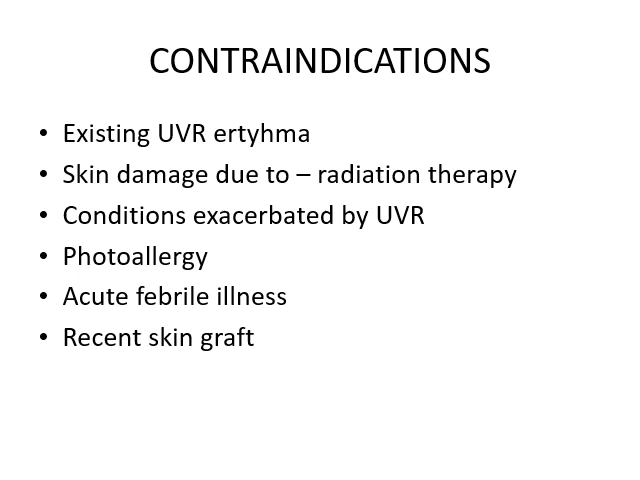 CONTRAINDICATIONS
• Existing UVR ertyhma
• Skin damage due to – radiation therapy
• Conditions exacerbated by UVR
• Photoallergy
• Acute febrile illness
• Recent skin graft